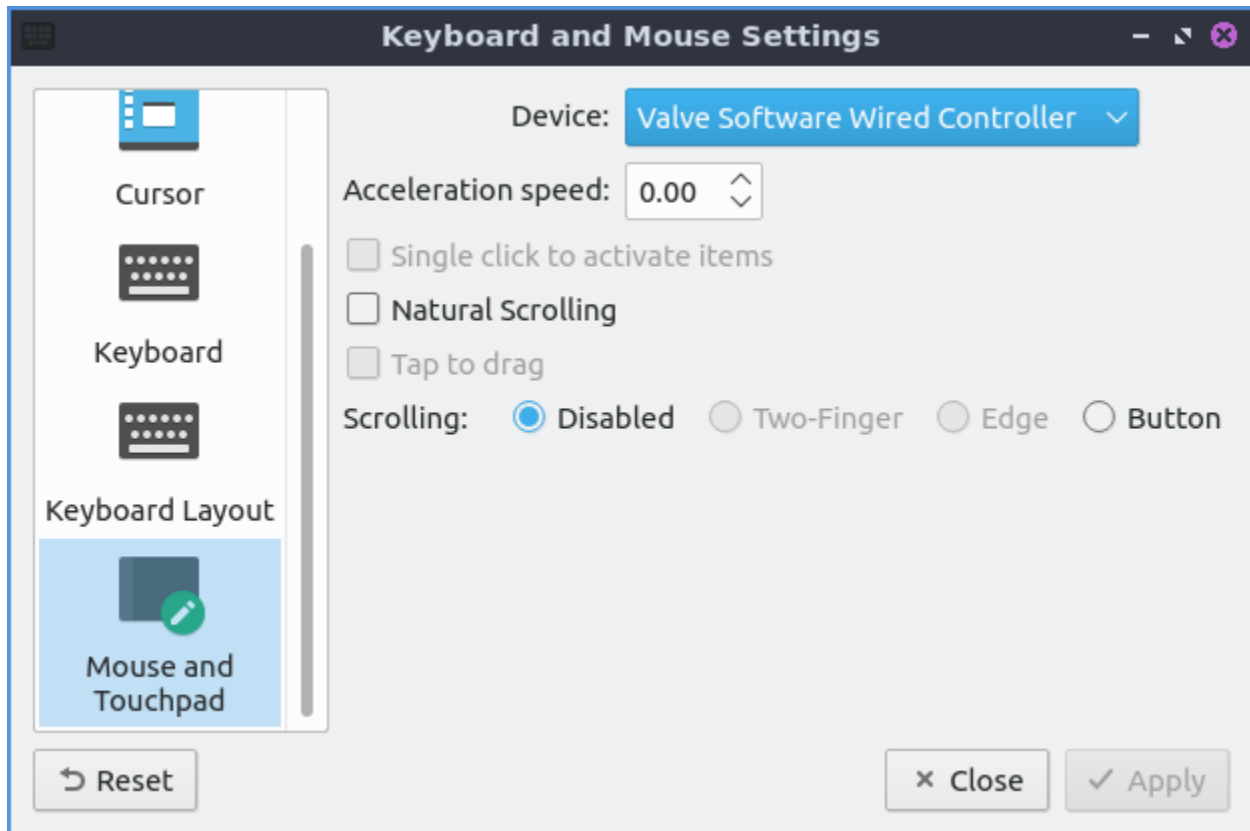 Keyboard and Mouse Settings
Cursor
Keyboard
Keyboard Layout
Mouse and
Touchpad
Device: Valve Software Wired Controller
Acceleration speed: 0.00
Single click to activate items
Natural Scrolling
Tap to drag
Scrolling: Disabled Two-Finger Edge Button
Reset Close Apply